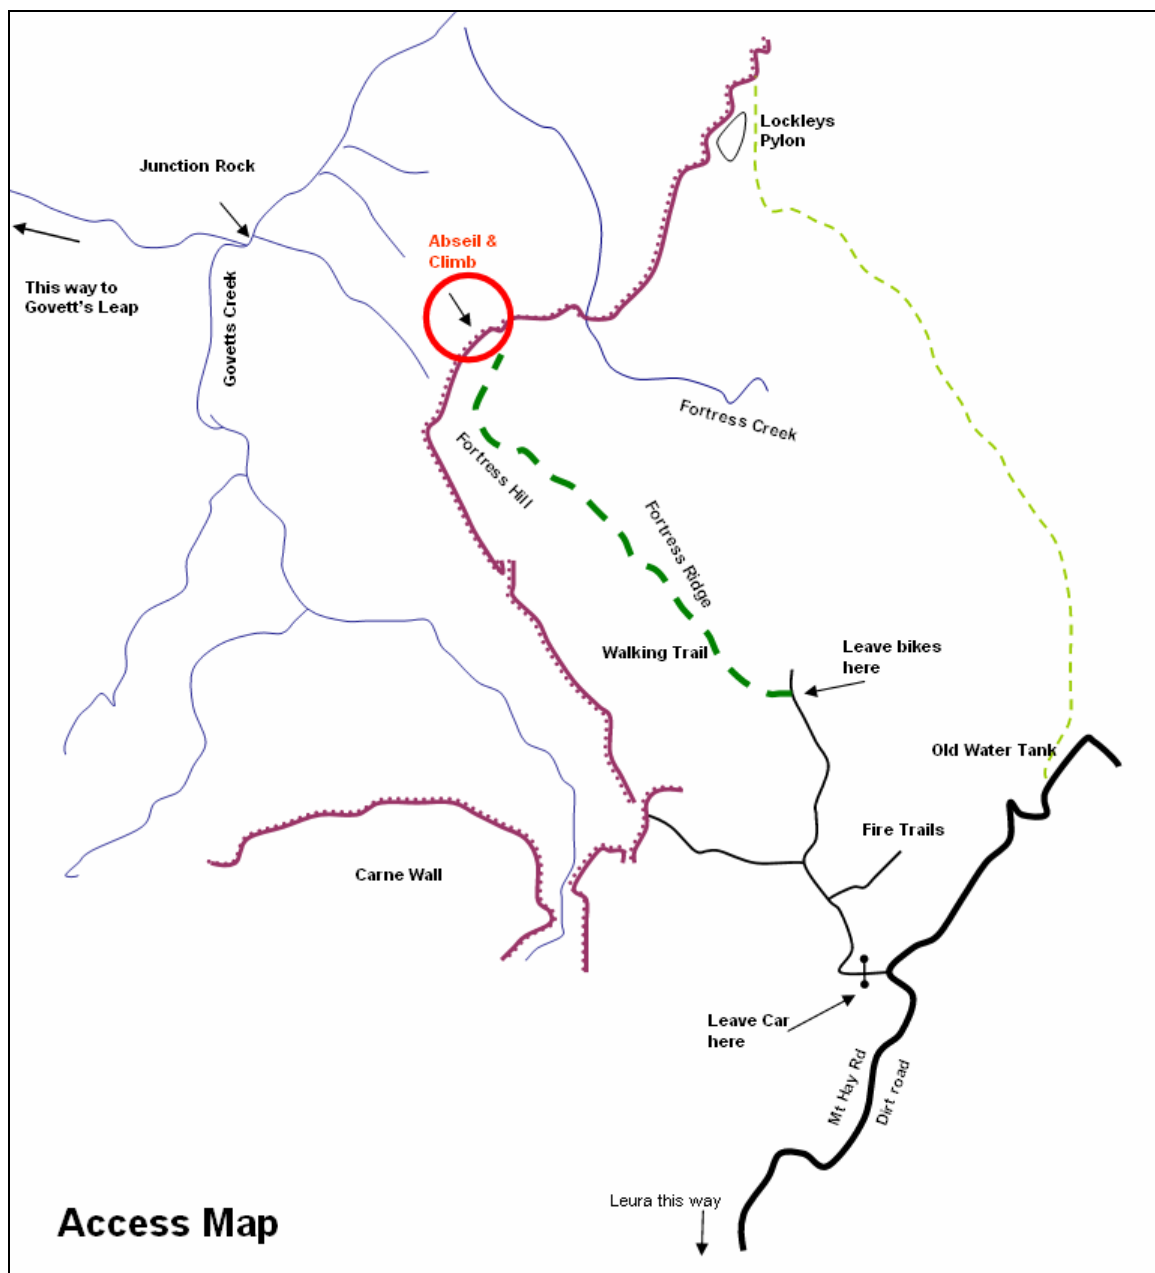 Lockleys
Pylon
Junction Rock
Abseil &
Climb
This way to
Govett's Leap
Govetts Creek
Fortress Creek
Fortress Hill
Fortress Ridge
Walking Trail
Leave bikes
here
Old Water Tank
Fire Trails
Carne Wall
Leave Car
here
Mt Hay Rd
Dirt road
Leura this way
Access Map